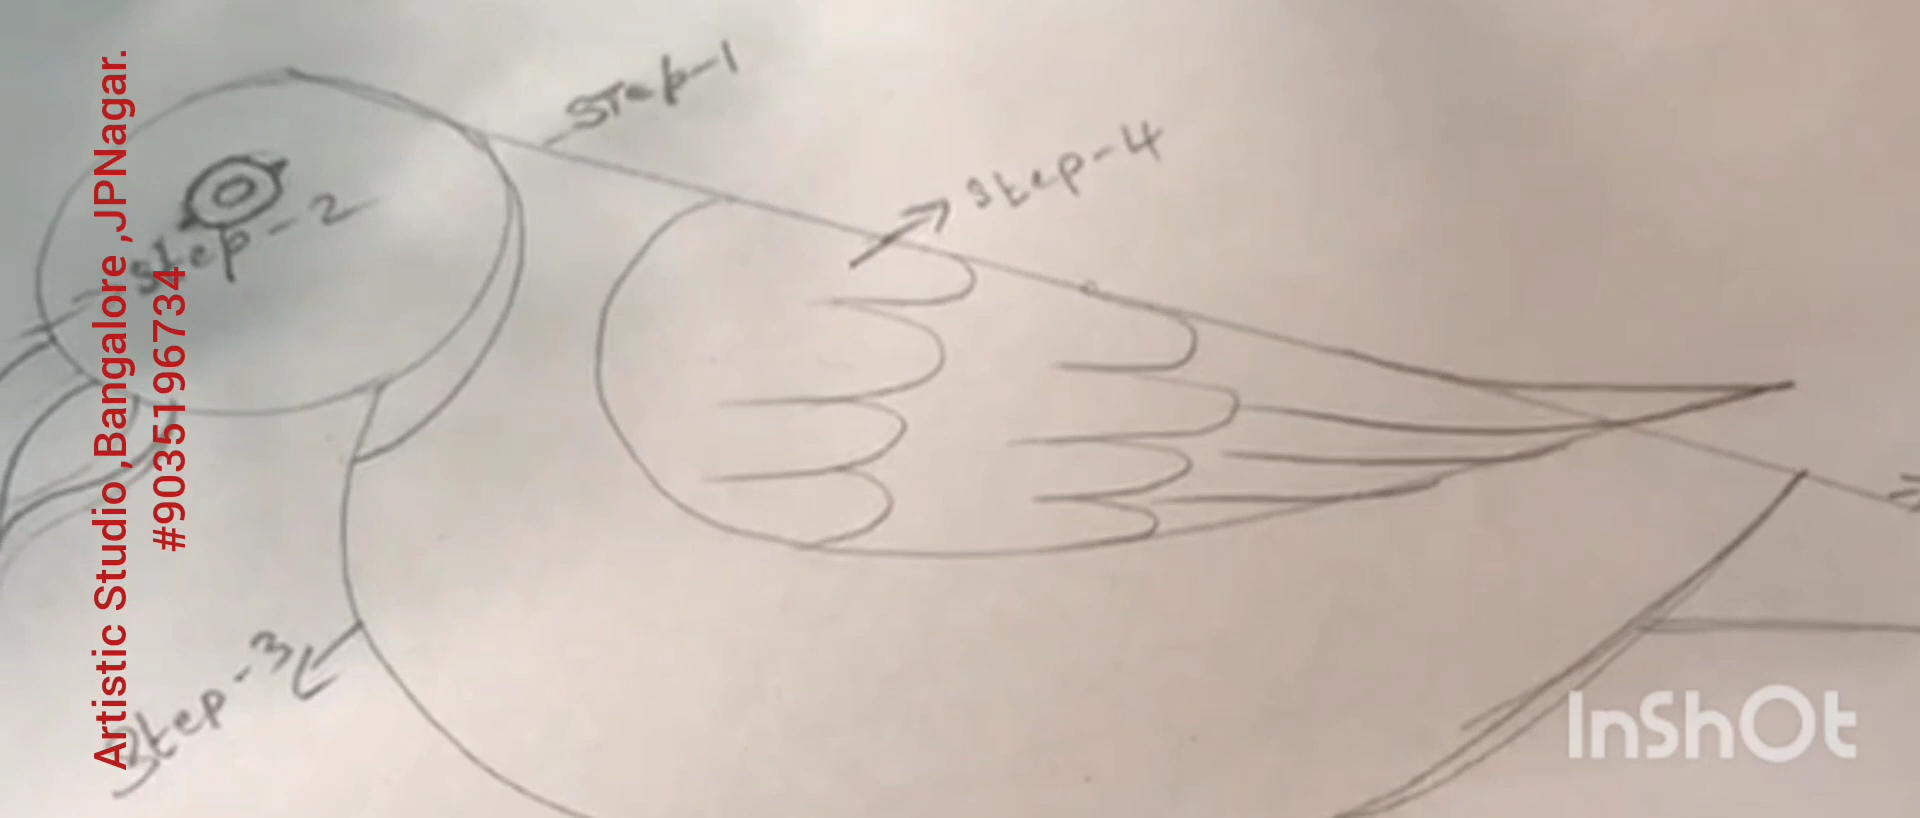 Step-1
Step-4
Step-2
Step-3
Artistic Studio ,Bangalore ,JPNagar.
#9035196734
InShOt